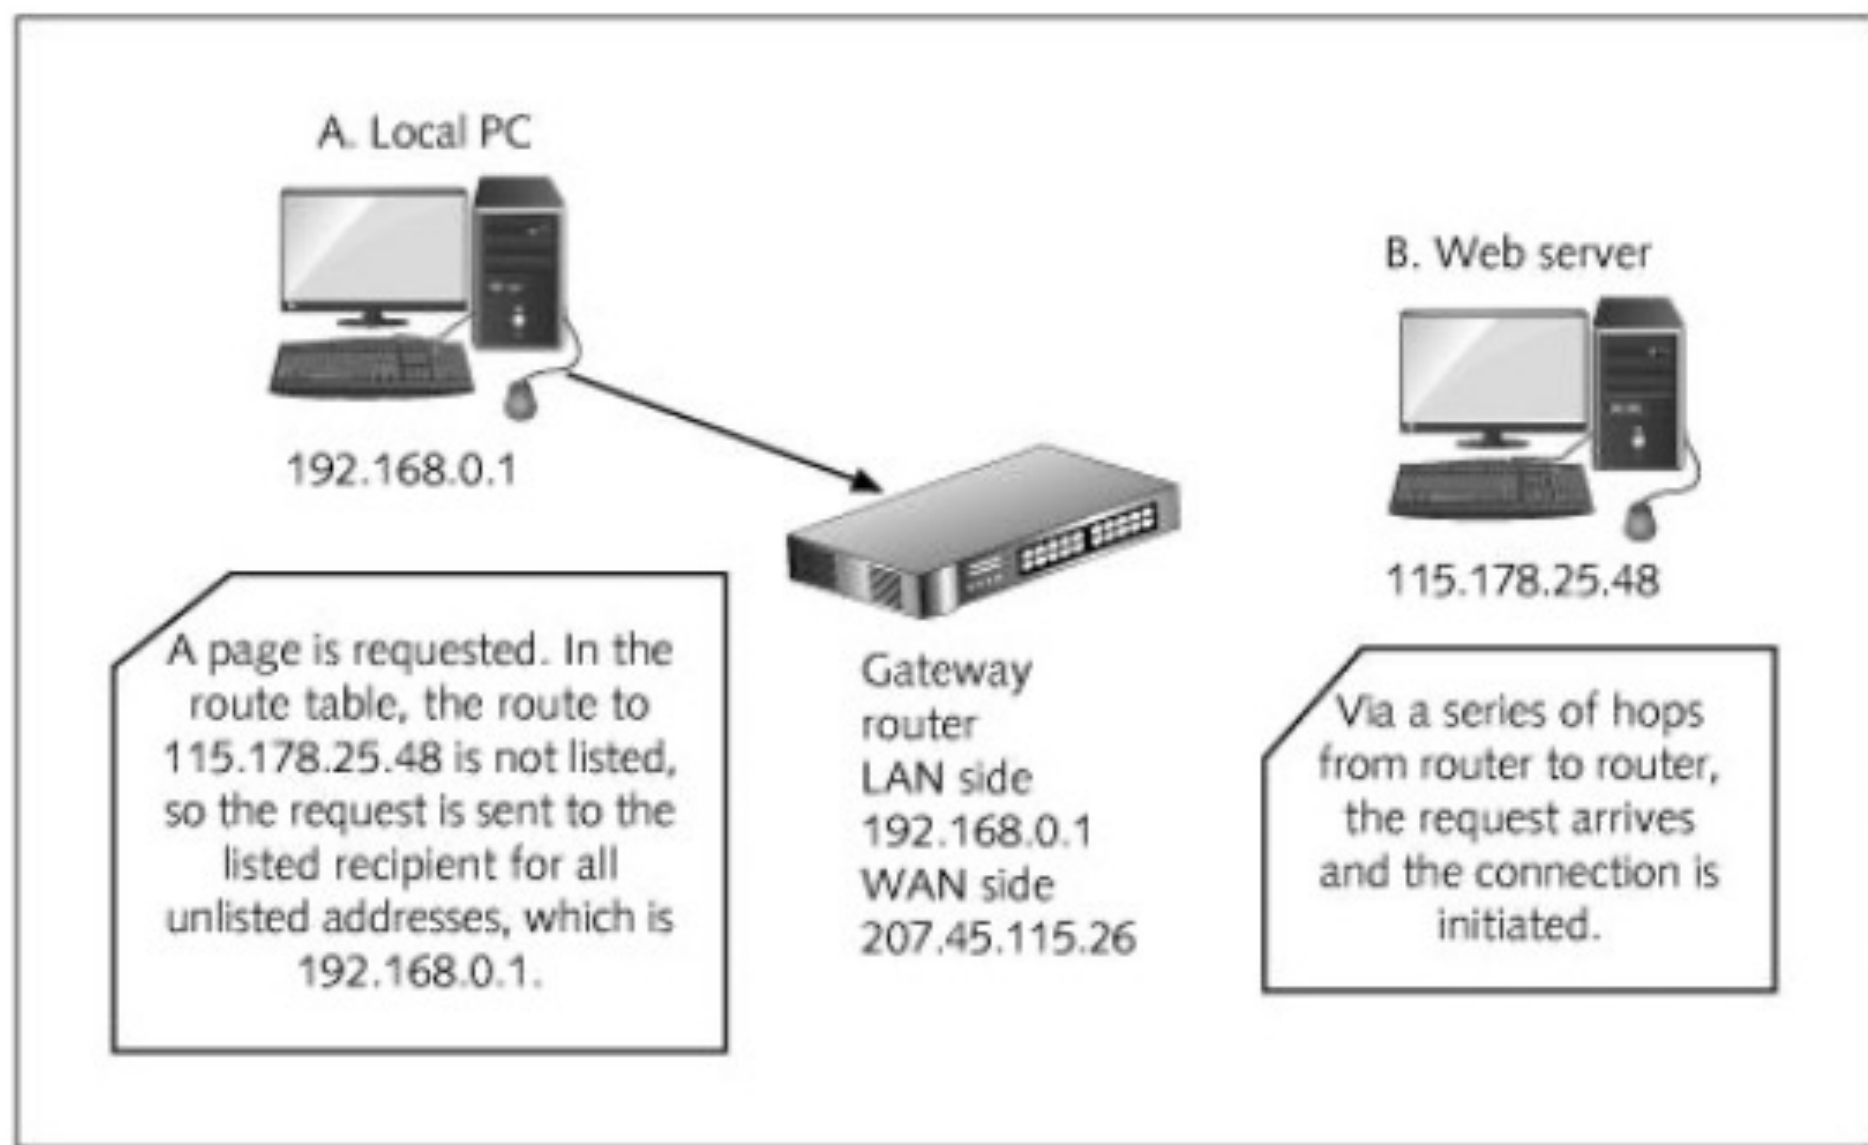 A. Local PC
192.168.0.1
A page is requested. In the
route table, the route to
115.178.25.48 is not listed,
so the request is sent to the
listed recipient for all
unlisted addresses, which is
192.168.0.1.
Gateway
router
LAN side
192.168.0.1
WAN side
207.45.115.26
B. Web server
115.178.25.48
Via a series of hops
from router to router,
the request arrives
and the connection is
initiated.